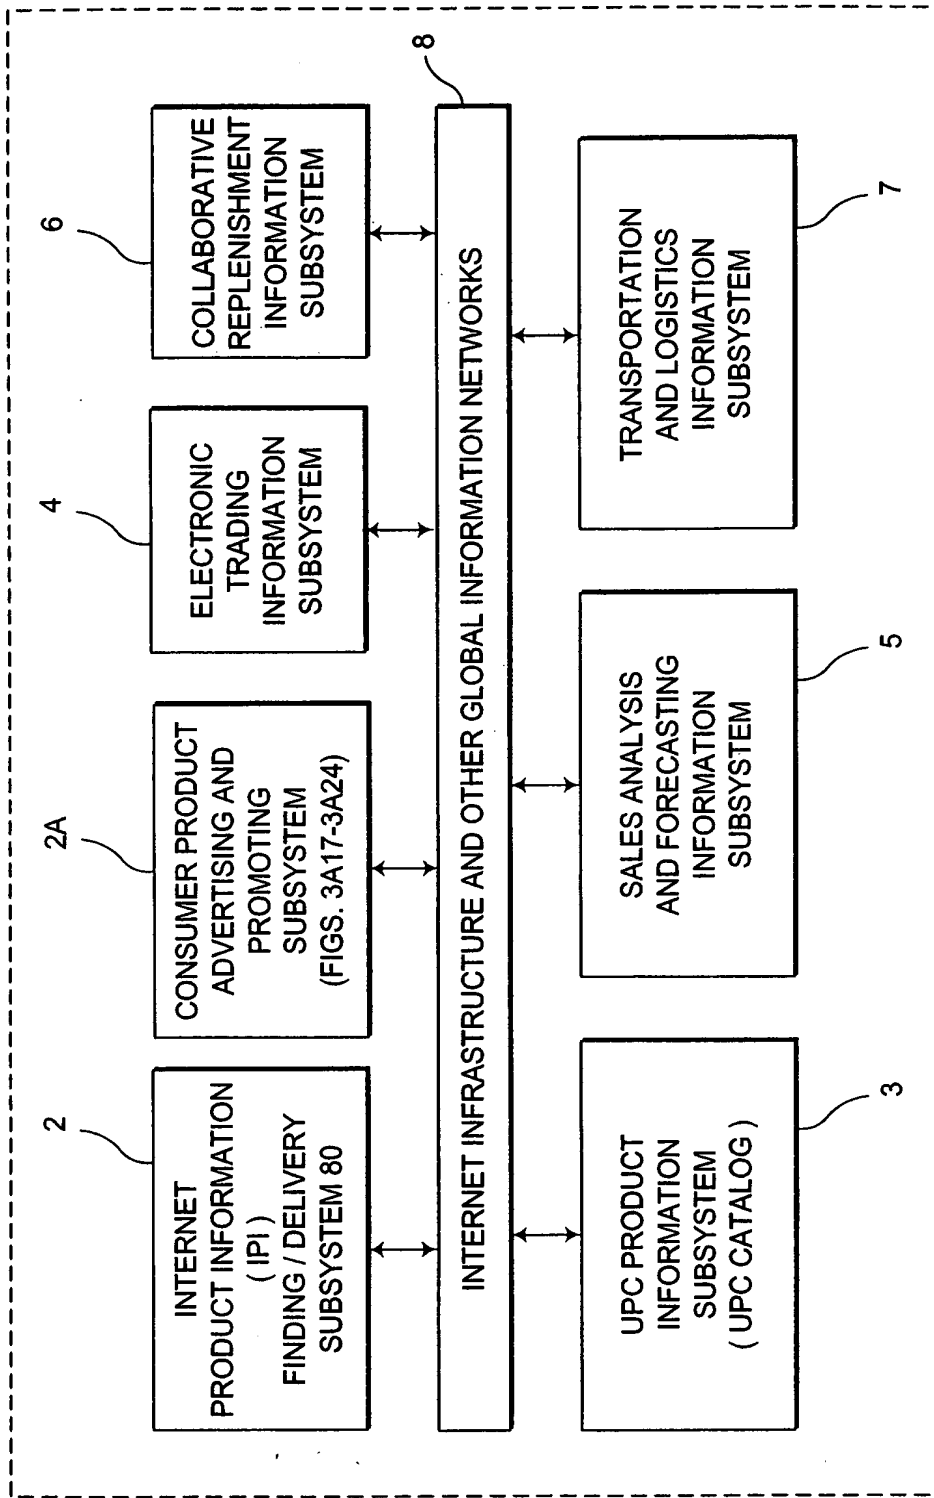 2
INTERNET
PRODUCT INFORMATION
( IPI )
FINDING / DELIVERY
SUBSYSTEM 80
2A
CONSUMER PRODUCT
ADVERTISING AND
PROMOTING
SUBSYSTEM
(FIGS. 3A17-3A24)
4
ELECTRONIC
TRADING
INFORMATION
SUBSYSTEM
6
COLLABORATIVE
REPLENISHMENT
INFORMATION
SUBSYSTEM
8
INTERNET INFRASTRUCTURE AND OTHER GLOBAL INFORMATION NETWORKS
UPC PRODUCT
INFORMATION
SUBSYSTEM
( UPC CATALOG )
3
SALES ANALYSIS
AND FORECASTING
INFORMATION
SUBSYSTEM
5
TRANSPORTATION
AND LOGISTICS
INFORMATION
SUBSYSTEM
7